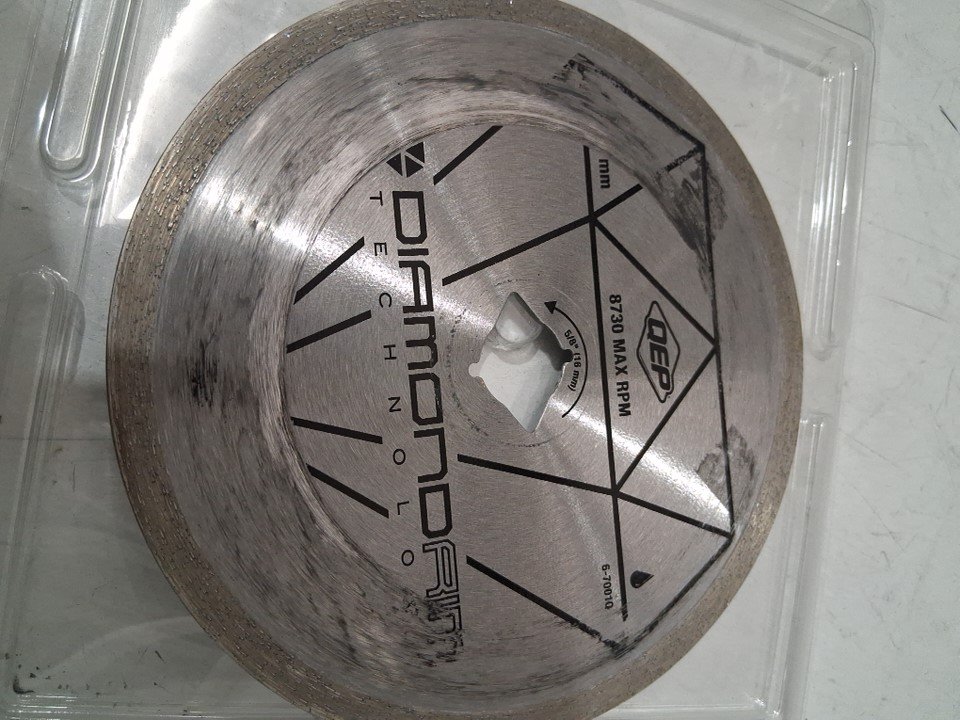 mm
QEP
8730 MAX RPM
5/8" (16 mm)
DIAMOND
TECHNOLO
6-7001Q